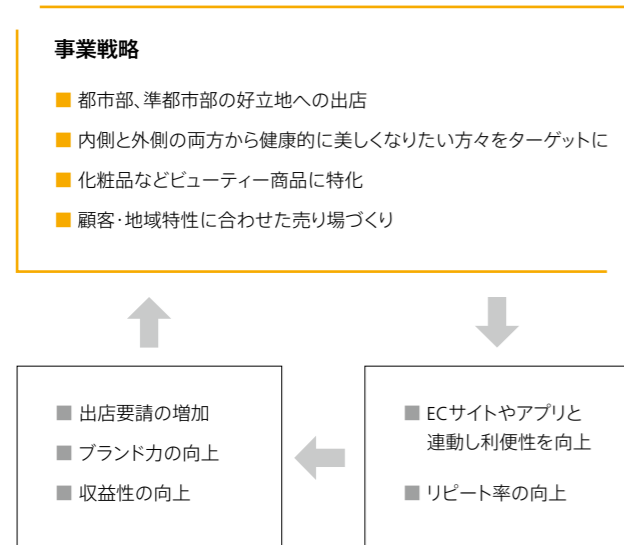 事業戦略
■ 都市部、準都市部の好立地への出店
■ 内側と外側の両方から健康的に美しくなりたい方々をターゲットに
■ 化粧品などビューティー商品に特化
■ 顧客・地域特性に合わせた売り場づくり
■ 出店要請の増加
■ ブランド力の向上
■ 収益性の向上
■ ECサイトやアプリと
連動し利便性を向上
■ リピート率の向上